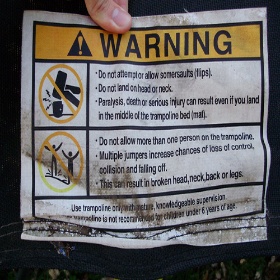 WARNING
· Do not attempt or allow somersaults (flips).
· Do not land on head or neck.
· Paralysis, death or serious injury can result even if you land
in the middle of the trampoline bed (mat).
· Do not allow more than one person on the trampoline.
· Multiple jumpers increase chances of loss of control,
collision and falling off.
· This can result in broken head, neck, back or legs.
Use trampoline only with mature, knowledgeable supervision.
trampoline is not recommended for children under 6 years of age.